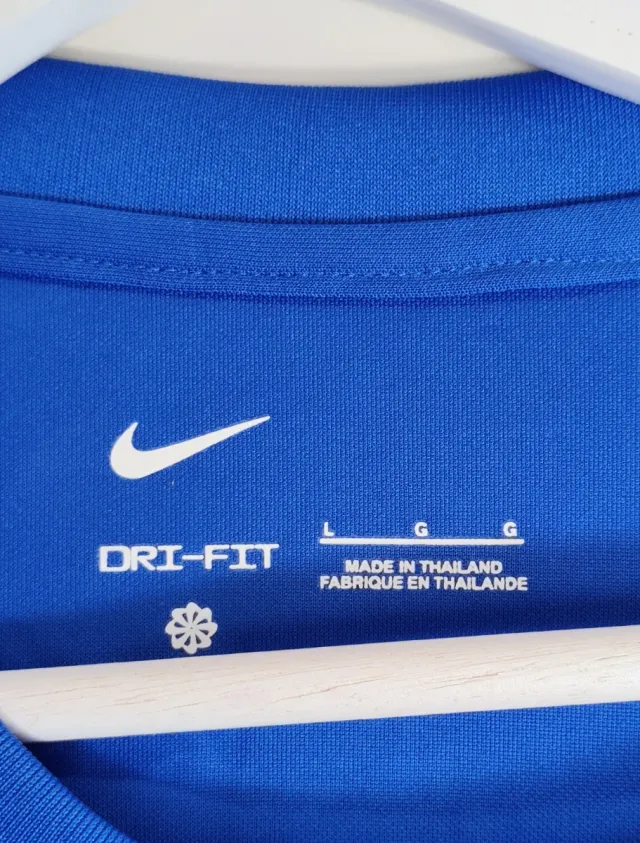 DRI-FIT
L G G
MADE IN THAILAND
FABRIQUE EN THAILANDE